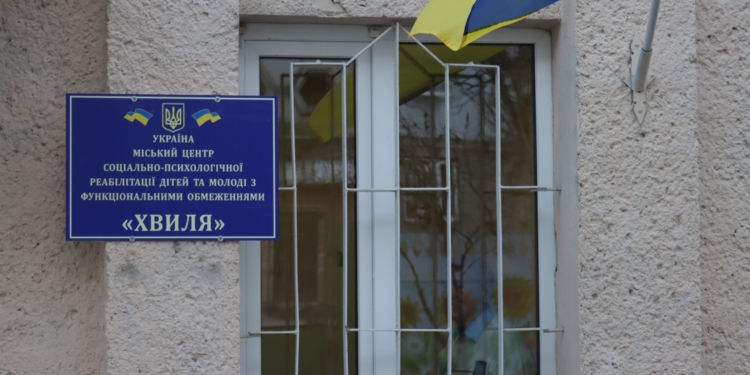 УКРАЇНА
МІСЬКИЙ ЦЕНТР
СОЦІАЛЬНО-ПСИХОЛОГІЧНОЇ
РЕАБІЛІТАЦІЇ ДІТЕЙ ТА МОЛОДІ З
ФУНКЦІОНАЛЬНИМИ ОБМЕЖЕННЯМИ
«ХВИЛЯ»